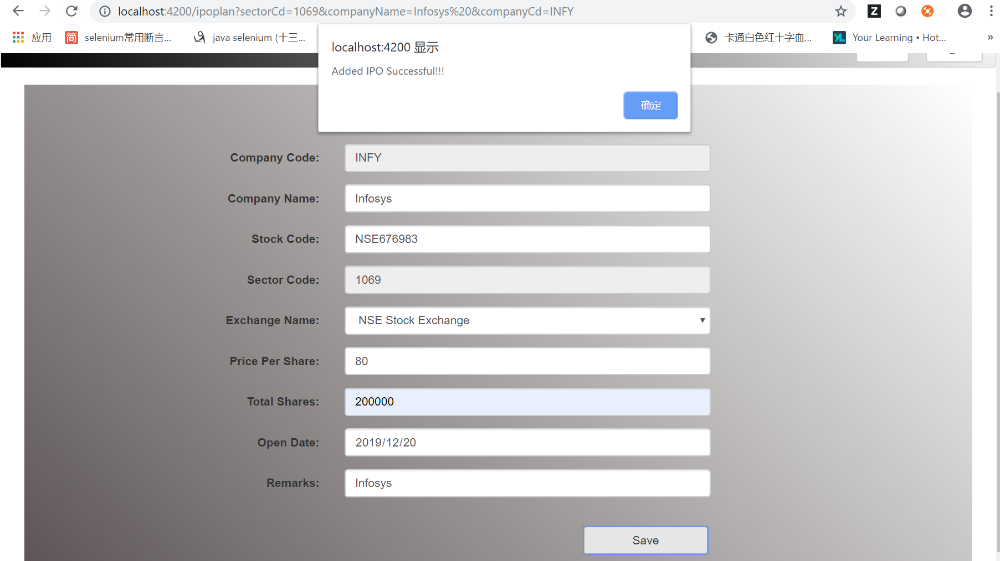 localhost:4200/ipoplan?sectorCd=1069&companyName=Infosys%20&companyCd=INFY
Z
应用
简
selenium常用断言...
java selenium (十三...
卡通白色红十字血...
YL
Your Learning • Hot...
»
localhost:4200 显示
Added IPO Successful!!!
确定
Company Code: INFY
Company Name: Infosys
Stock Code: NSE676983
Sector Code: 1069
Exchange Name: NSE Stock Exchange
Price Per Share: 80
Total Shares: 200000
Open Date: 2019/12/20
Remarks: Infosys
Save